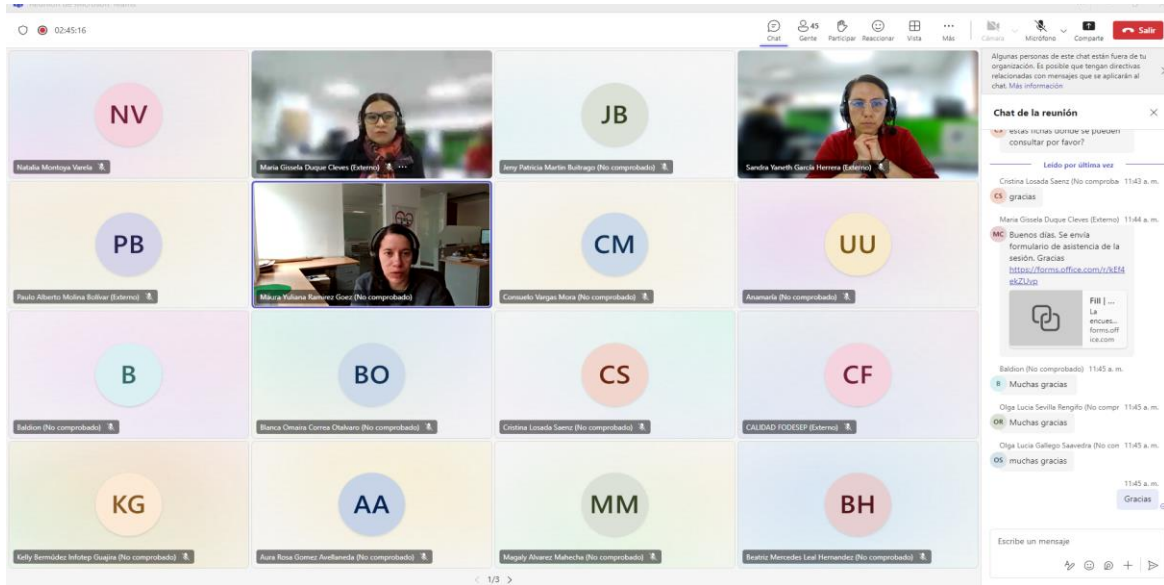 02:45:16
Chat
45
Gente
Participar
Reaccionar
Vista
Más
Cámara
Micrófono
Comparte
Salir
NV
Natalia Montoya Varela
Maria Gissela Duque Cleves (Externo)
JB
Jeny Patricia Martin Buitrago (No comprobado)
Sandra Yaneth García Herrera (Externo)
PB
Paulo Alberto Molina Bolívar (Externo)
Maura Yuliana Ramirez Goez (No comprobado)
CM
Consuelo Vargas Mora (No comprobado)
UU
Anamaría (No comprobado)
B
Baldion (No comprobado)
BO
Blanca Omaira Correa Otalvaro (No comprobado)
CS
Cristina Losada Saenz (No comprobado)
CF
CALIDAD FODESEP (Externo)
KG
Kelly Bermúdez Infotep Guajira (No comprobado)
AA
Aura Rosa Gomez Avellaneda (No comprobado)
MM
Magaly Alvarez Mahecha (No comprobado)
BH
Beatriz Mercedes Leal Hernandez (No comprobado)
1/3
Algunas personas de este chat están fuera de tu
organización. Es posible que tengan directivas
relacionadas con mensajes que se aplicarán al
chat. Más información
Chat de la reunión
estas fichas donde se pueden
consultar por favor?
Leído por última vez
Cristina Losada Saenz (No comproba 11:43 a. m.
CS gracias
Maria Gissela Duque Cleves (Externo) 11:44 a. m.
MC Buenos días. Se envía
formulario de asistencia de la
sesión. Gracias
https://forms.office.com/r/kEf4
ekZUvp
Fill | ...
La
encues...
forms.off
ice.com
Baldion (No comprobado) 11:45 a. m.
B Muchas gracias
Olga Lucia Sevilla Rengifo (No compr 11:45 a. m.
OR Muchas gracias
Olga Lucia Gallego Saavedra (No con 11:45 a. m.
OS muchas gracias
11:45 a. m.
Gracias
Escribe un mensaje